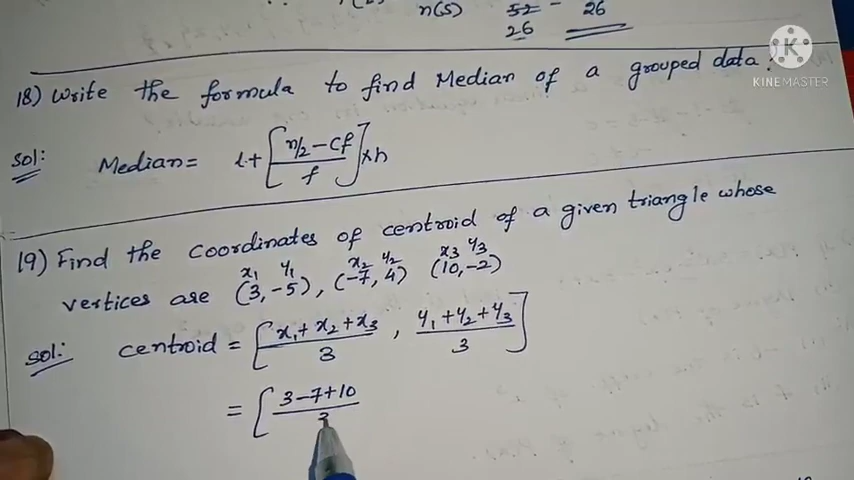 n(S) 52 - 26
26
K
KINEMASTER
18) Write the formula to find Median of a grouped data?
Sol: Median = l + [n/2 - cf / f] × h
19) Find the coordinates of centroid of a given triangle whose
x1 y1 x2 y2 x3 y3
vertices are (3, -5), (-7, 4) (10, -2)
Sol: centroid = [x1 + x2 + x3 / 3 , y1 + y2 + y3 / 3]
= [3 - 7 + 10 / 3